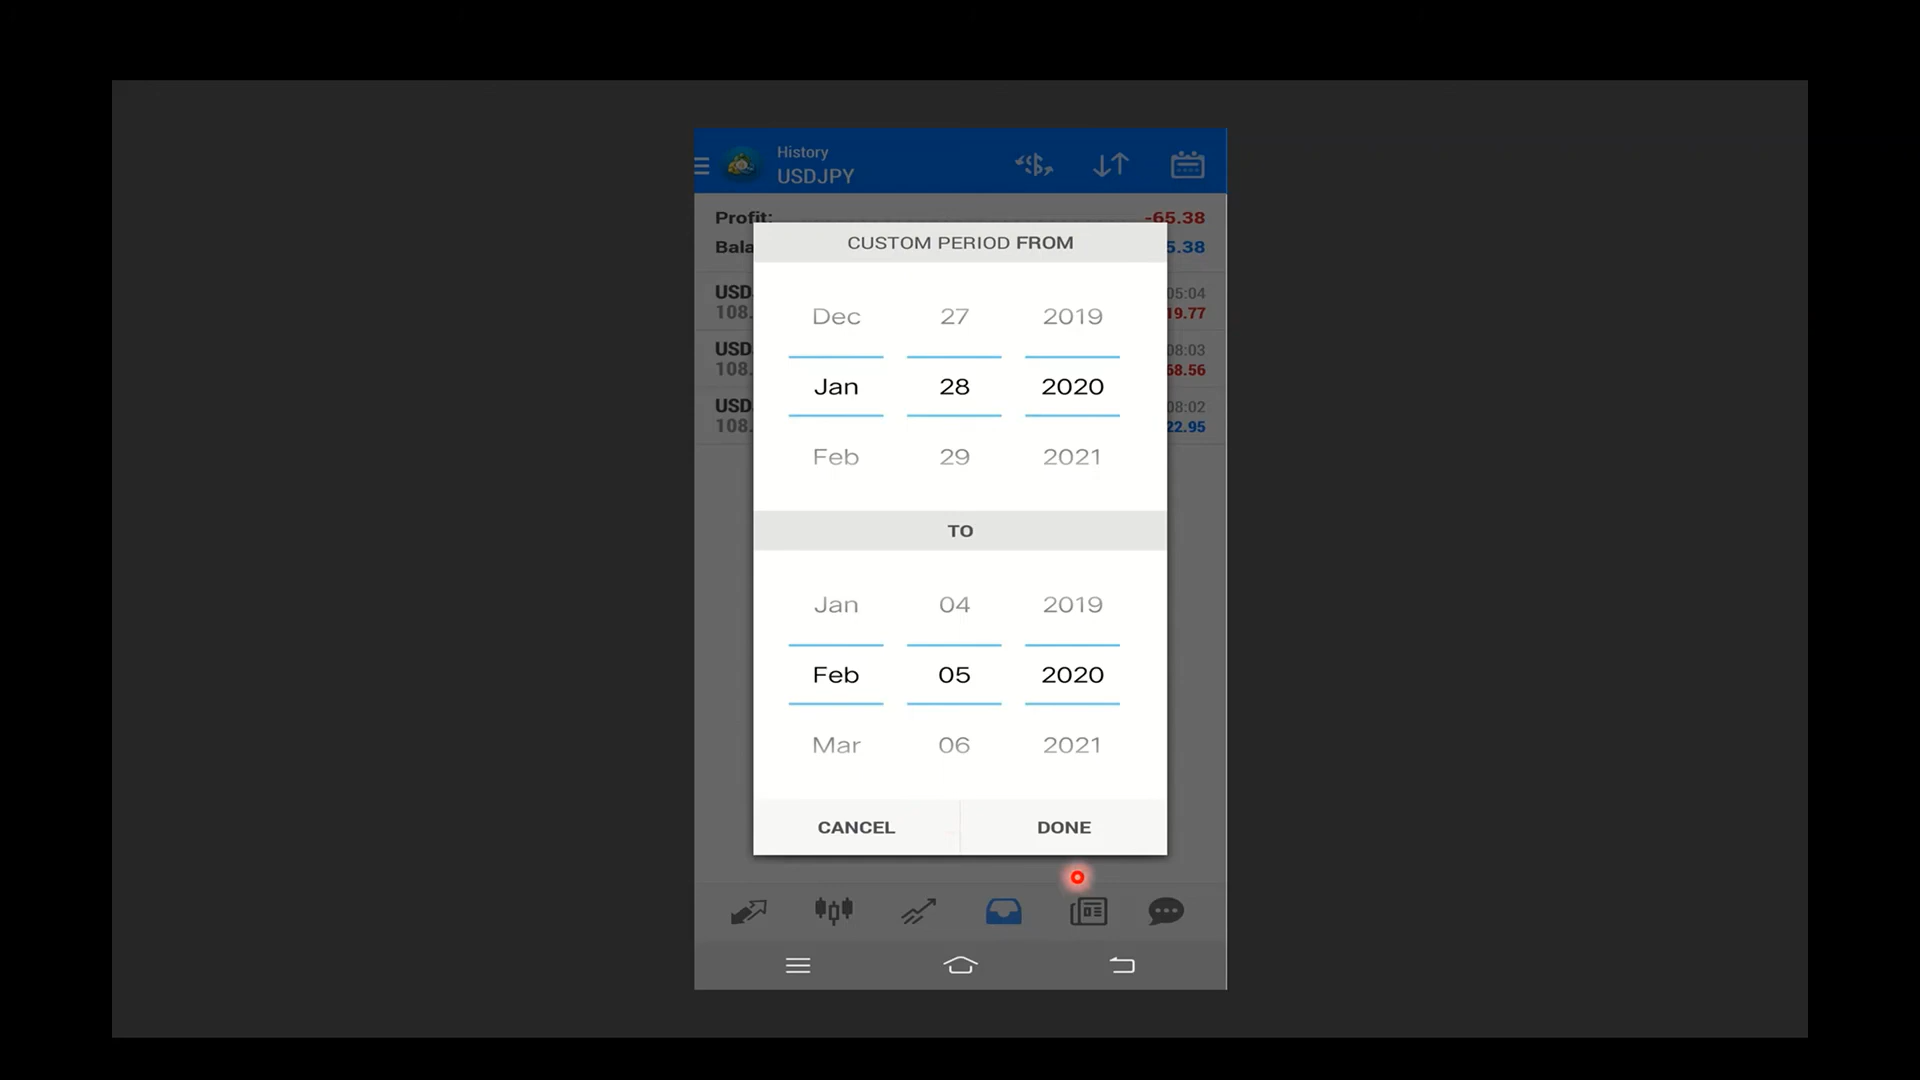 History
USDJPY
Profit: -65.38
Bala 5.38
CUSTOM PERIOD FROM
USD 05:04
108. 19.77
USD 08:03
108. 68.56
USD 08:02
108. 22.95
Dec 27 2019
Jan 28 2020
Feb 29 2021
TO
Jan 04 2019
Feb 05 2020
Mar 06 2021
CANCEL DONE